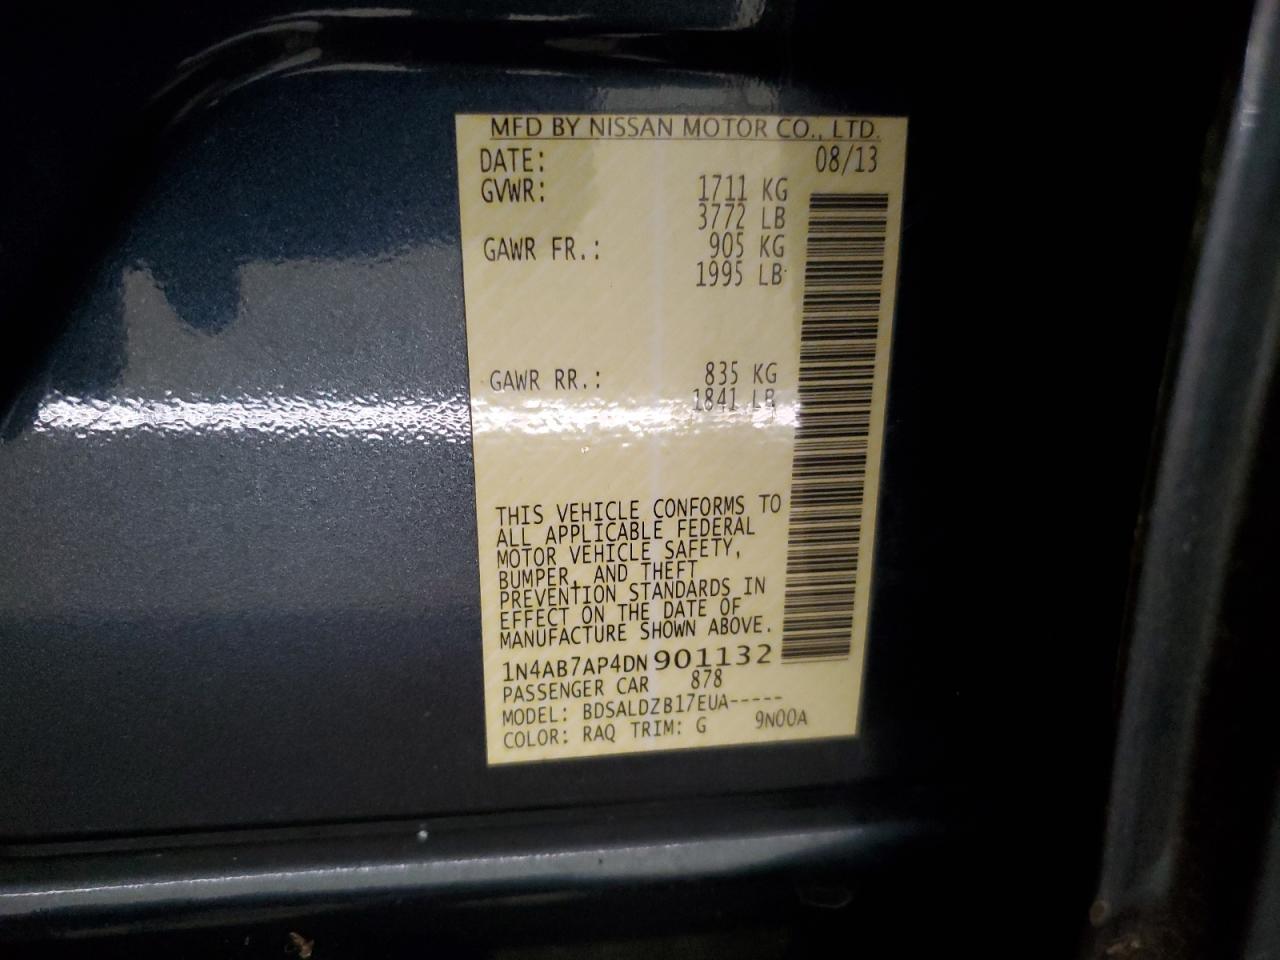 MFD BY NISSAN MOTOR CO., LTD.
DATE: 08/13
GVWR: 1711 KG
3772 LB
GAWR FR.: 905 KG
1995 LB
GAWR RR.: 835 KG
1841 LB
THIS VEHICLE CONFORMS TO
ALL APPLICABLE FEDERAL
MOTOR VEHICLE SAFETY,
BUMPER, AND THEFT
PREVENTION STANDARDS IN
EFFECT ON THE DATE OF
MANUFACTURE SHOWN ABOVE.
1N4AB7AP4DN901132
PASSENGER CAR 878
MODEL: BDSALDZB17EUA-----
COLOR: RAQ TRIM: G 9N00A